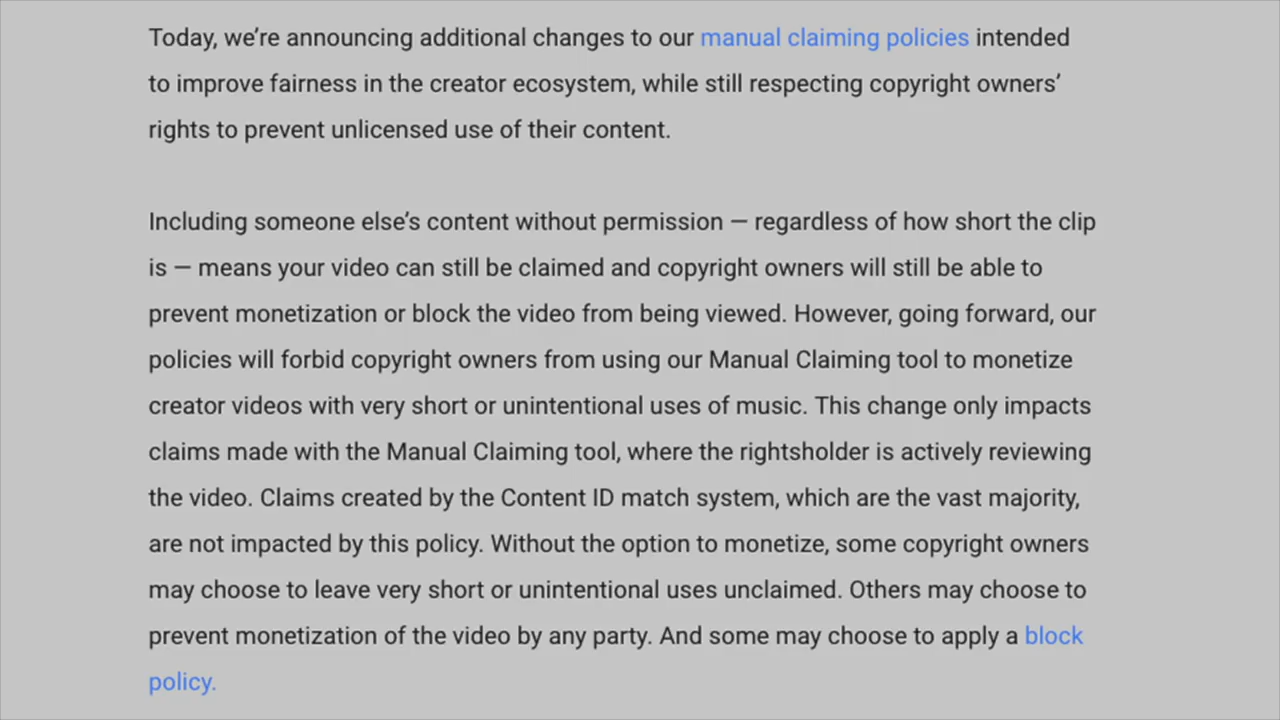 Today, we’re announcing additional changes to our manual claiming policies intended
to improve fairness in the creator ecosystem, while still respecting copyright owners’
rights to prevent unlicensed use of their content.
Including someone else’s content without permission — regardless of how short the clip
is — means your video can still be claimed and copyright owners will still be able to
prevent monetization or block the video from being viewed. However, going forward, our
policies will forbid copyright owners from using our Manual Claiming tool to monetize
creator videos with very short or unintentional uses of music. This change only impacts
claims made with the Manual Claiming tool, where the rightsholder is actively reviewing
the video. Claims created by the Content ID match system, which are the vast majority,
are not impacted by this policy. Without the option to monetize, some copyright owners
may choose to leave very short or unintentional uses unclaimed. Others may choose to
prevent monetization of the video by any party. And some may choose to apply a block
policy.